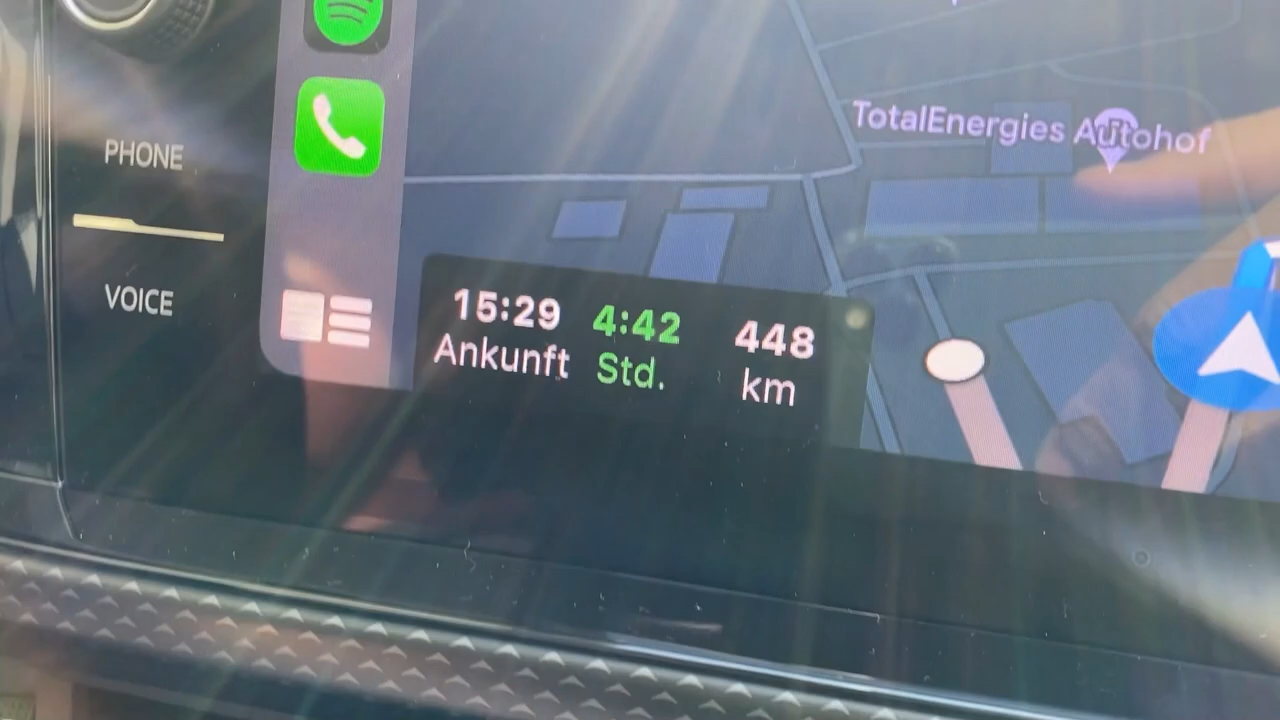 PHONE
VOICE
TotalEnergies Autohof
15:29 4:42 448
Ankunft Std. km